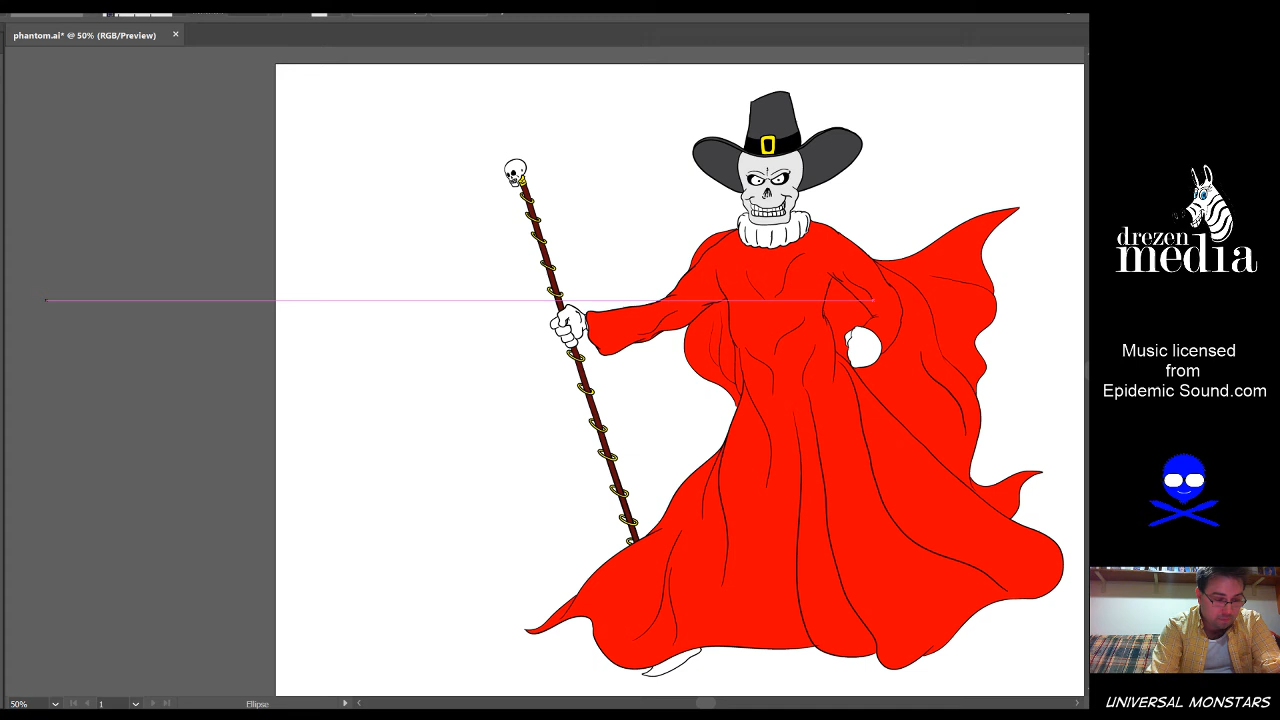 phantom.ai* @ 50% (RGB/Preview)
drezen
media
Music licensed
from
Epidemic Sound.com
50%
1
Ellipse
UNIVERSAL MONSTARS